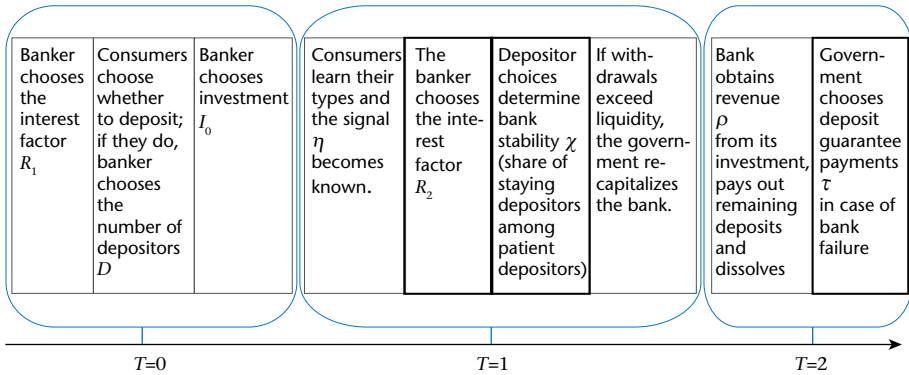 Banker
chooses
the
interest
factor
R₁
Consumers
choose
whether
to deposit;
if they do,
banker
chooses
the
number of
depositors
D
Banker
chooses
investment
I₀
Consumers
learn their
types and
the signal
η
becomes
known.
The
banker
chooses
the inte-
rest
factor
R₂
Depositor
choices
determine
bank
stability χ
(share of
staying
depositors
among
patient
depositors)
If with-
drawals
exceed
liquidity,
the govern-
ment re-
capitalizes
the bank.
Bank
obtains
revenue
ρ
from its
investment,
pays out
remaining
deposits
and
dissolves
Govern-
ment
chooses
deposit
guarantee
payments
τ
in case of
bank
failure
T=0
T=1
T=2